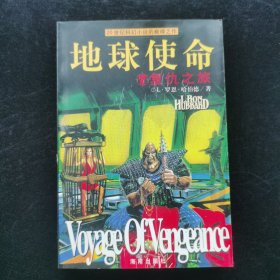 地球使命
复仇之旅
L·罗恩·哈伯德/著
L. RON
HUBBARD
Voyage Of Vengeance
海南出版社